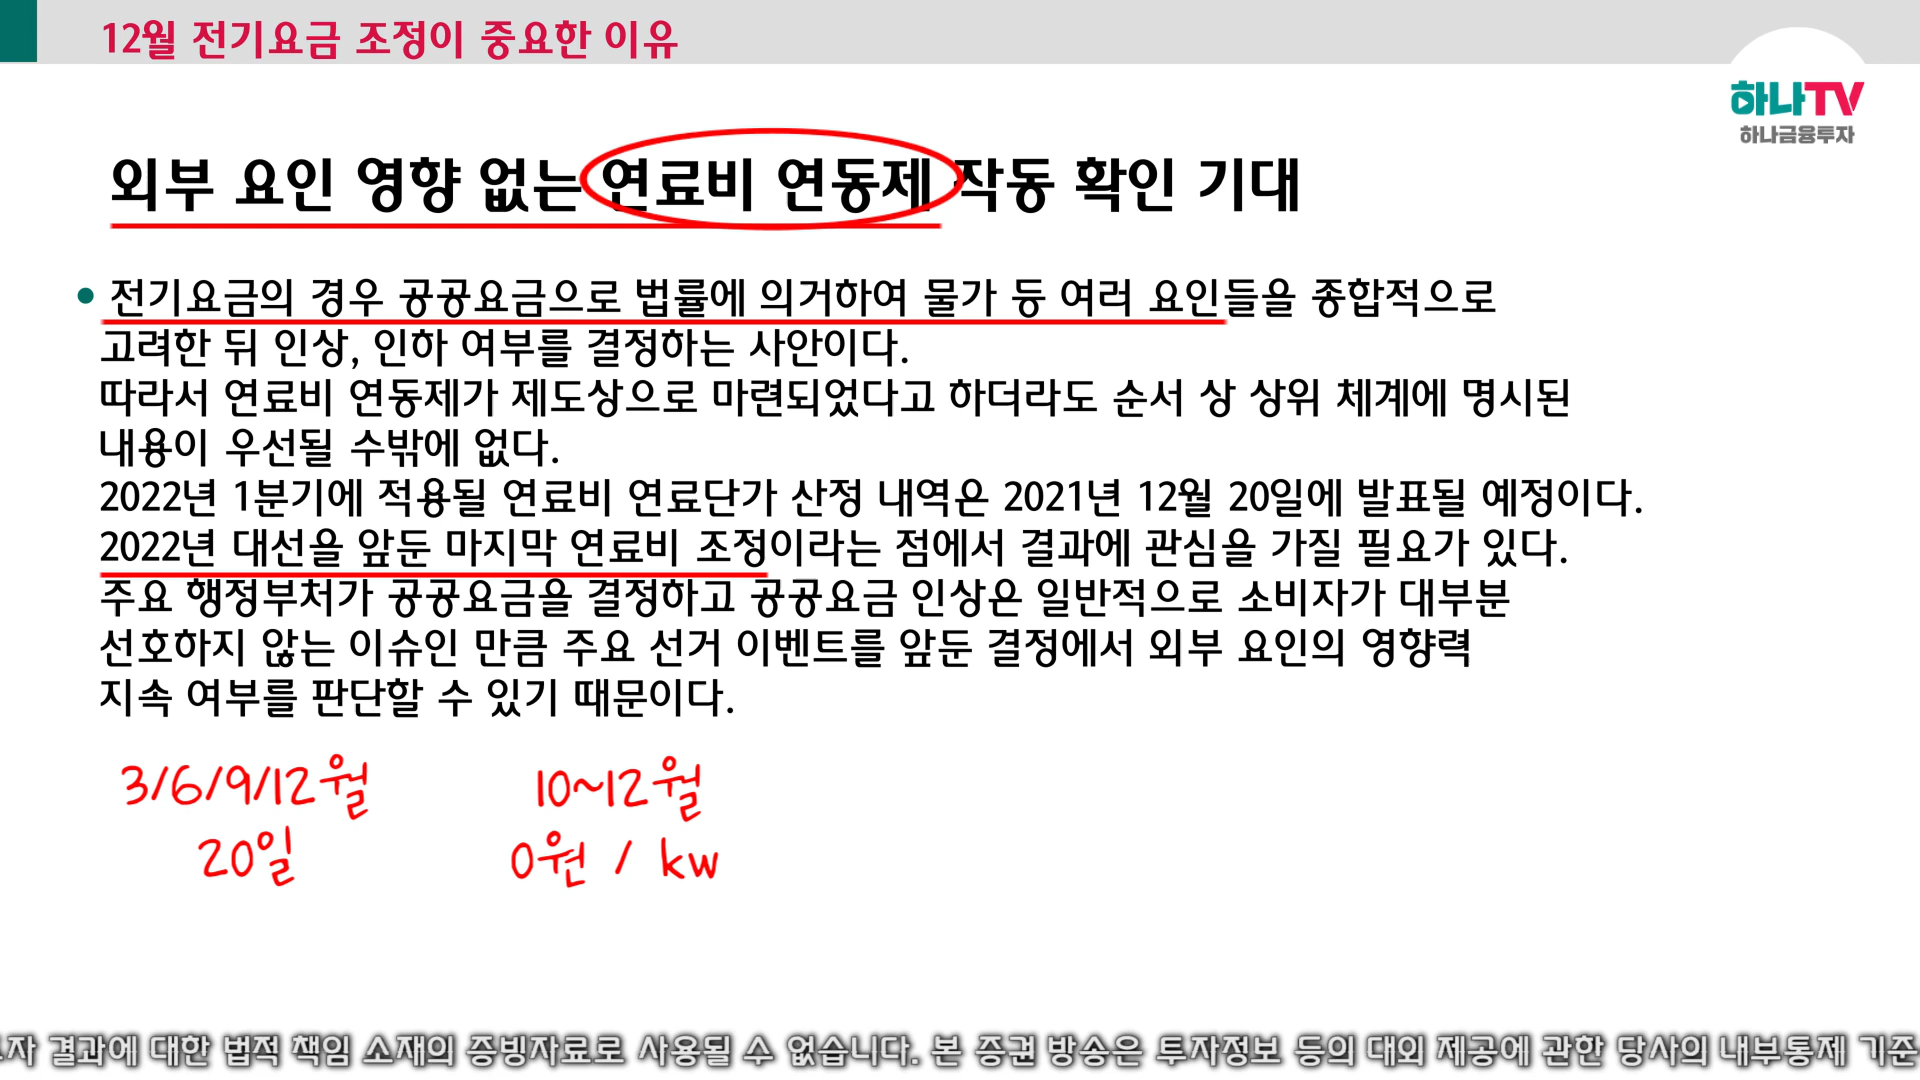 12월 전기요금 조정이 중요한 이유
하나TV
하나금융투자
외부 요인 영향 없는 연료비 연동제 작동 확인 기대
• 전기요금의 경우 공공요금으로 법률에 의거하여 물가 등 여러 요인들을 종합적으로
고려한 뒤 인상, 인하 여부를 결정하는 사안이다.
따라서 연료비 연동제가 제도상으로 마련되었다고 하더라도 순서 상 상위 체계에 명시된
내용이 우선될 수밖에 없다.
2022년 1분기에 적용될 연료비 연료단가 산정 내역은 2021년 12월 20일에 발표될 예정이다.
2022년 대선을 앞둔 마지막 연료비 조정이라는 점에서 결과에 관심을 가질 필요가 있다.
주요 행정부처가 공공요금을 결정하고 공공요금 인상은 일반적으로 소비자가 대부분
선호하지 않는 이슈인 만큼 주요 선거 이벤트를 앞둔 결정에서 외부 요인의 영향력
지속 여부를 판단할 수 있기 때문이다.
3/6/9/12월
20일
10~12월
0원 / kw
자 결과에 대한 법적 책임 소재의 증빙자료로 사용될 수 없습니다. 본 증권 방송은 투자정보 등의 대외 제공에 관한 당사의 내부통제 기준